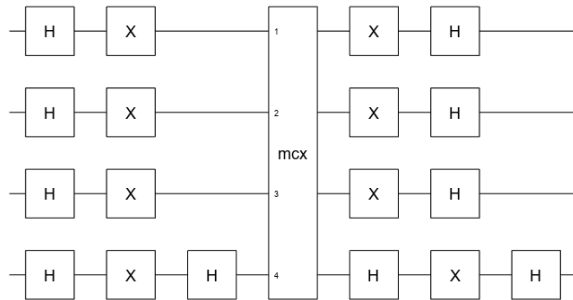 H X 1 X H
H X 2 X H
mcx
H X 3 X H
H X H 4 H X H